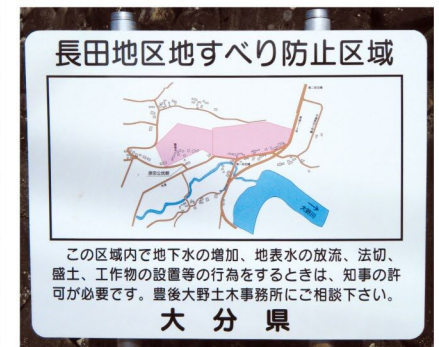 長田地区地すべり防止区域
大野川
この区域内で地下水の増加、地表水の放流、法切、
盛土、工作物の設置等の行為をするときは、知事の許
可が必要です。豊後大野土木事務所にご相談下さい。
大分県